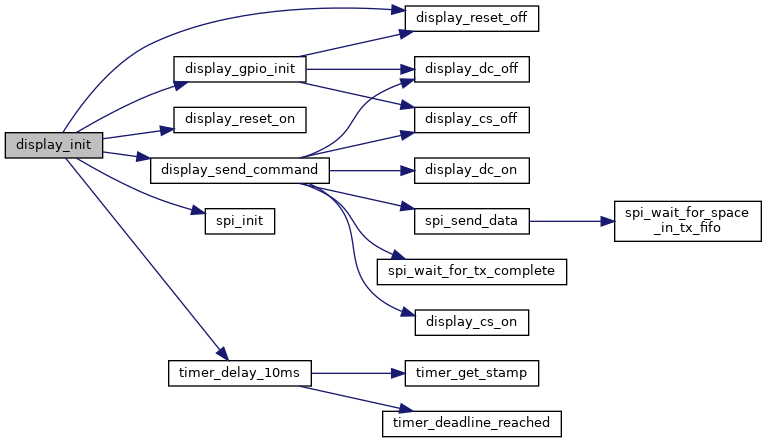 display_reset_off
display_gpio_init
display_dc_off
display_reset_on
display_cs_off
display_init
display_send_command
display_dc_on
spi_init
spi_send_data
spi_wait_for_space
_in_tx_fifo
spi_wait_for_tx_complete
display_cs_on
timer_delay_10ms
timer_get_stamp
timer_deadline_reached